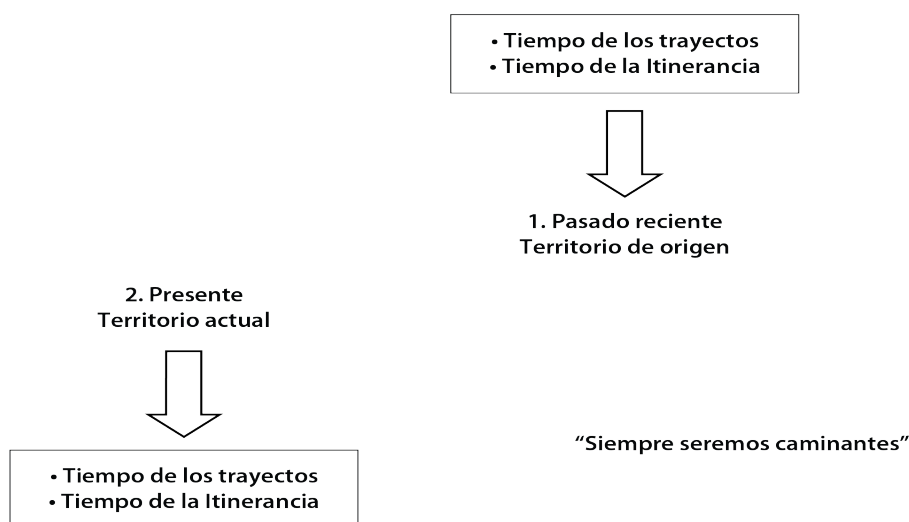 • Tiempo de los trayectos
• Tiempo de la Itinerancia
1. Pasado reciente
Territorio de origen
2. Presente
Territorio actual
“Siempre seremos caminantes”
• Tiempo de los trayectos
• Tiempo de la Itinerancia